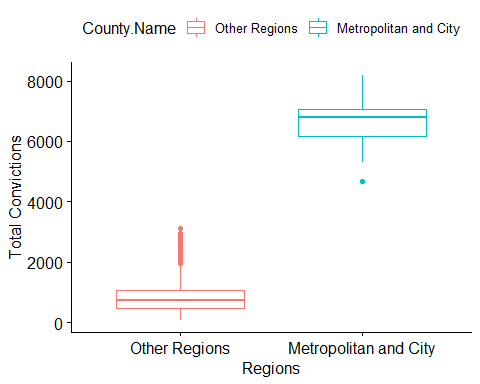 County.Name Other Regions Metropolitan and City
Total Convictions
8000
6000
4000
2000
0
Other Regions Metropolitan and City
Regions